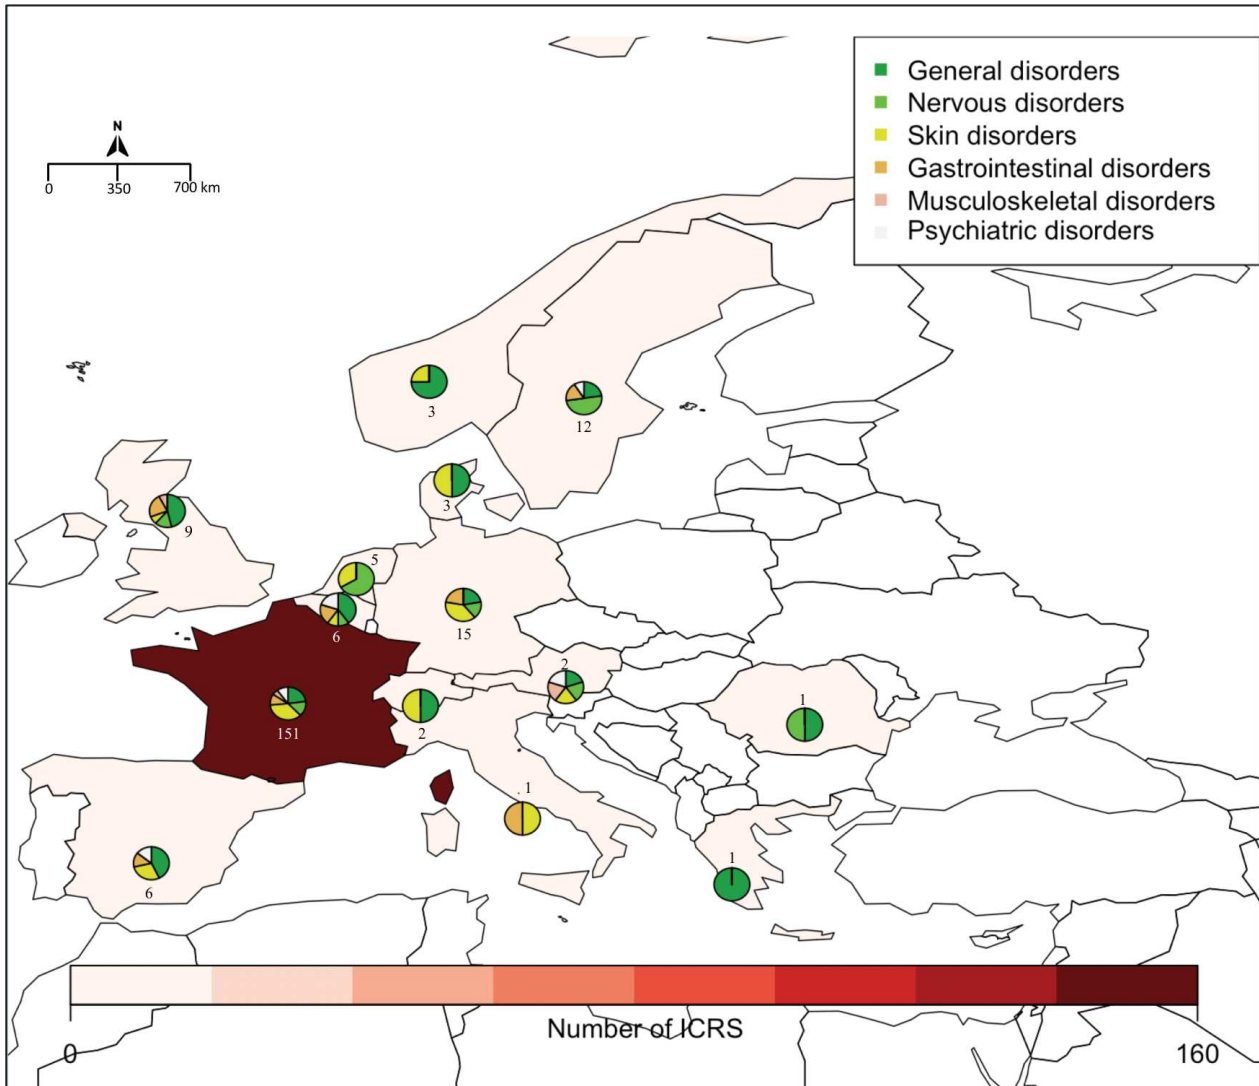 General disorders
Nervous disorders
Skin disorders
Gastrointestinal disorders
Musculoskeletal disorders
Psychiatric disorders
N
0 350 700 km
3
12
3
9
5
6
15
2
1
151
2
. 1
1
6
Number of ICRS
0 160